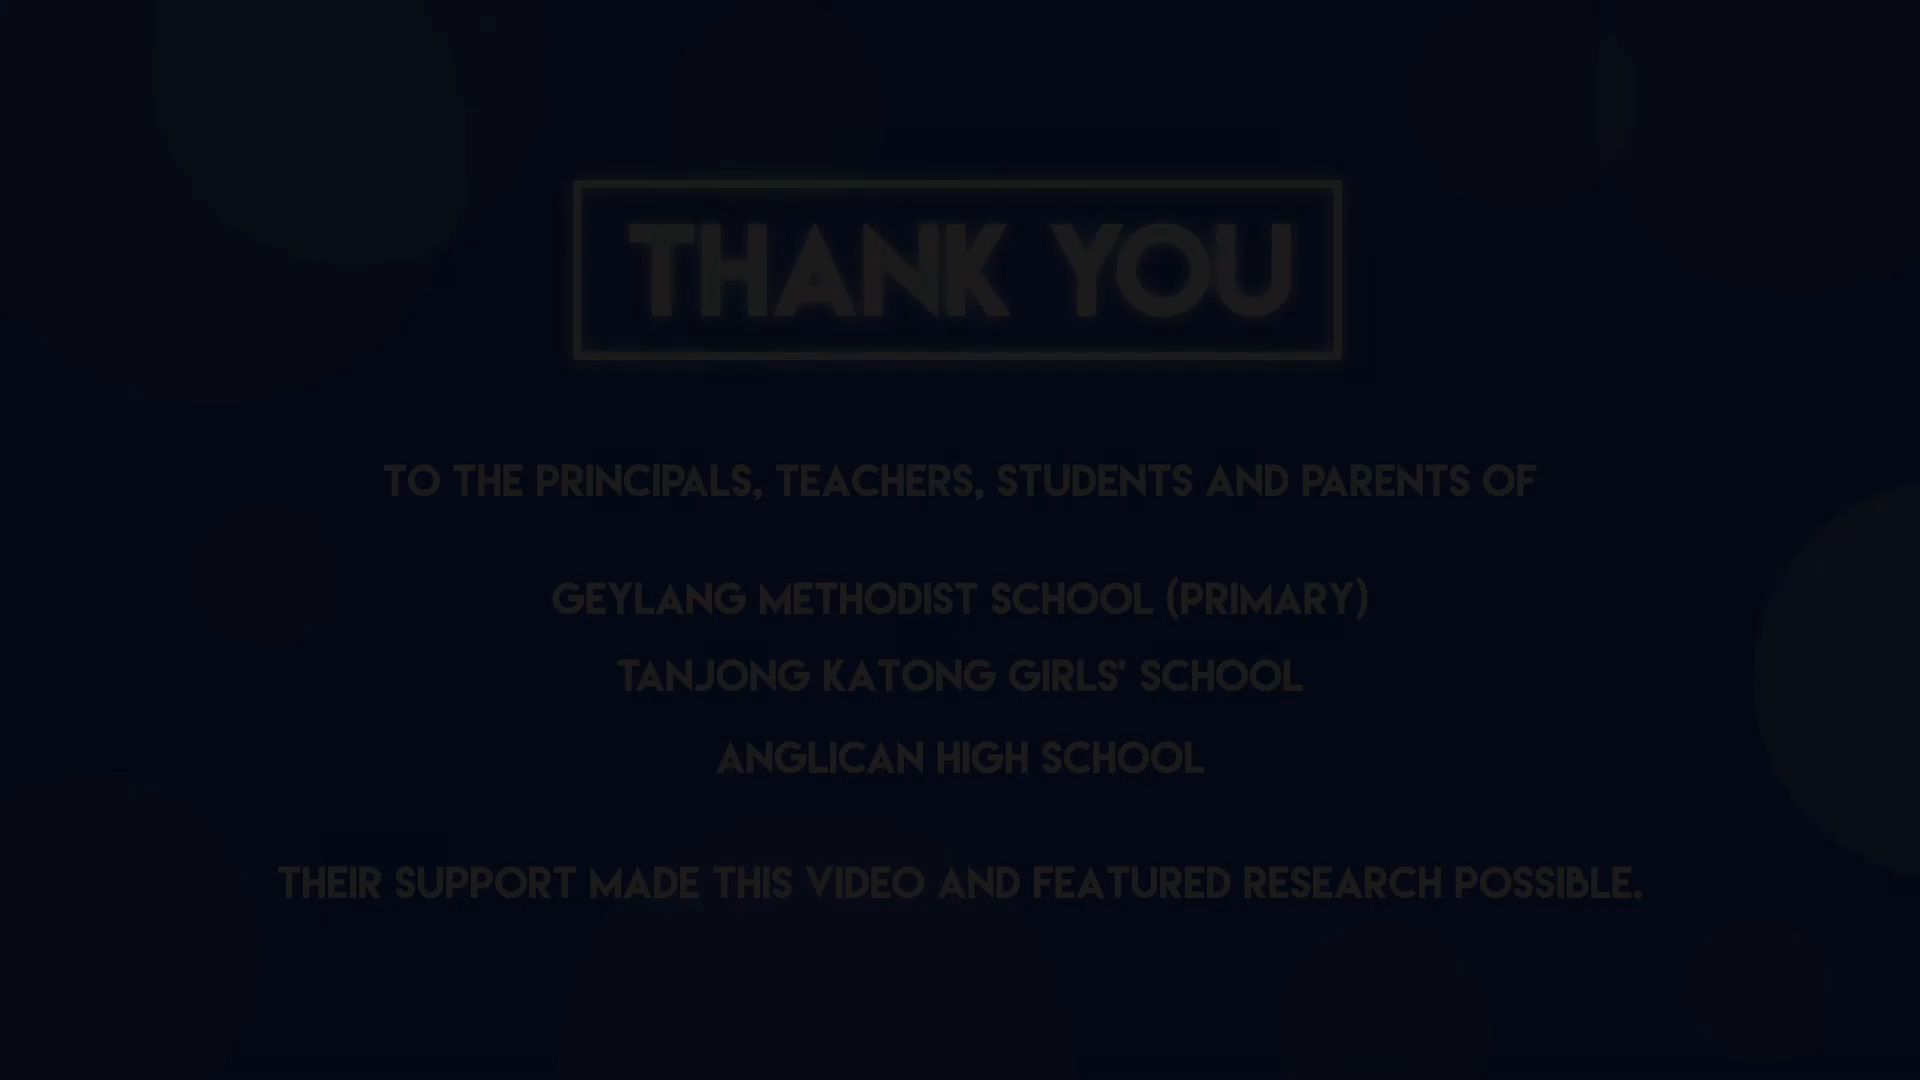 THANK YOU
TO THE PRINCIPALS, TEACHERS, STUDENTS AND PARENTS OF
GEYLANG METHODIST SCHOOL (PRIMARY)
TANJONG KATONG GIRLS' SCHOOL
ANGLICAN HIGH SCHOOL
THEIR SUPPORT MADE THIS VIDEO AND FEATURED RESEARCH POSSIBLE.